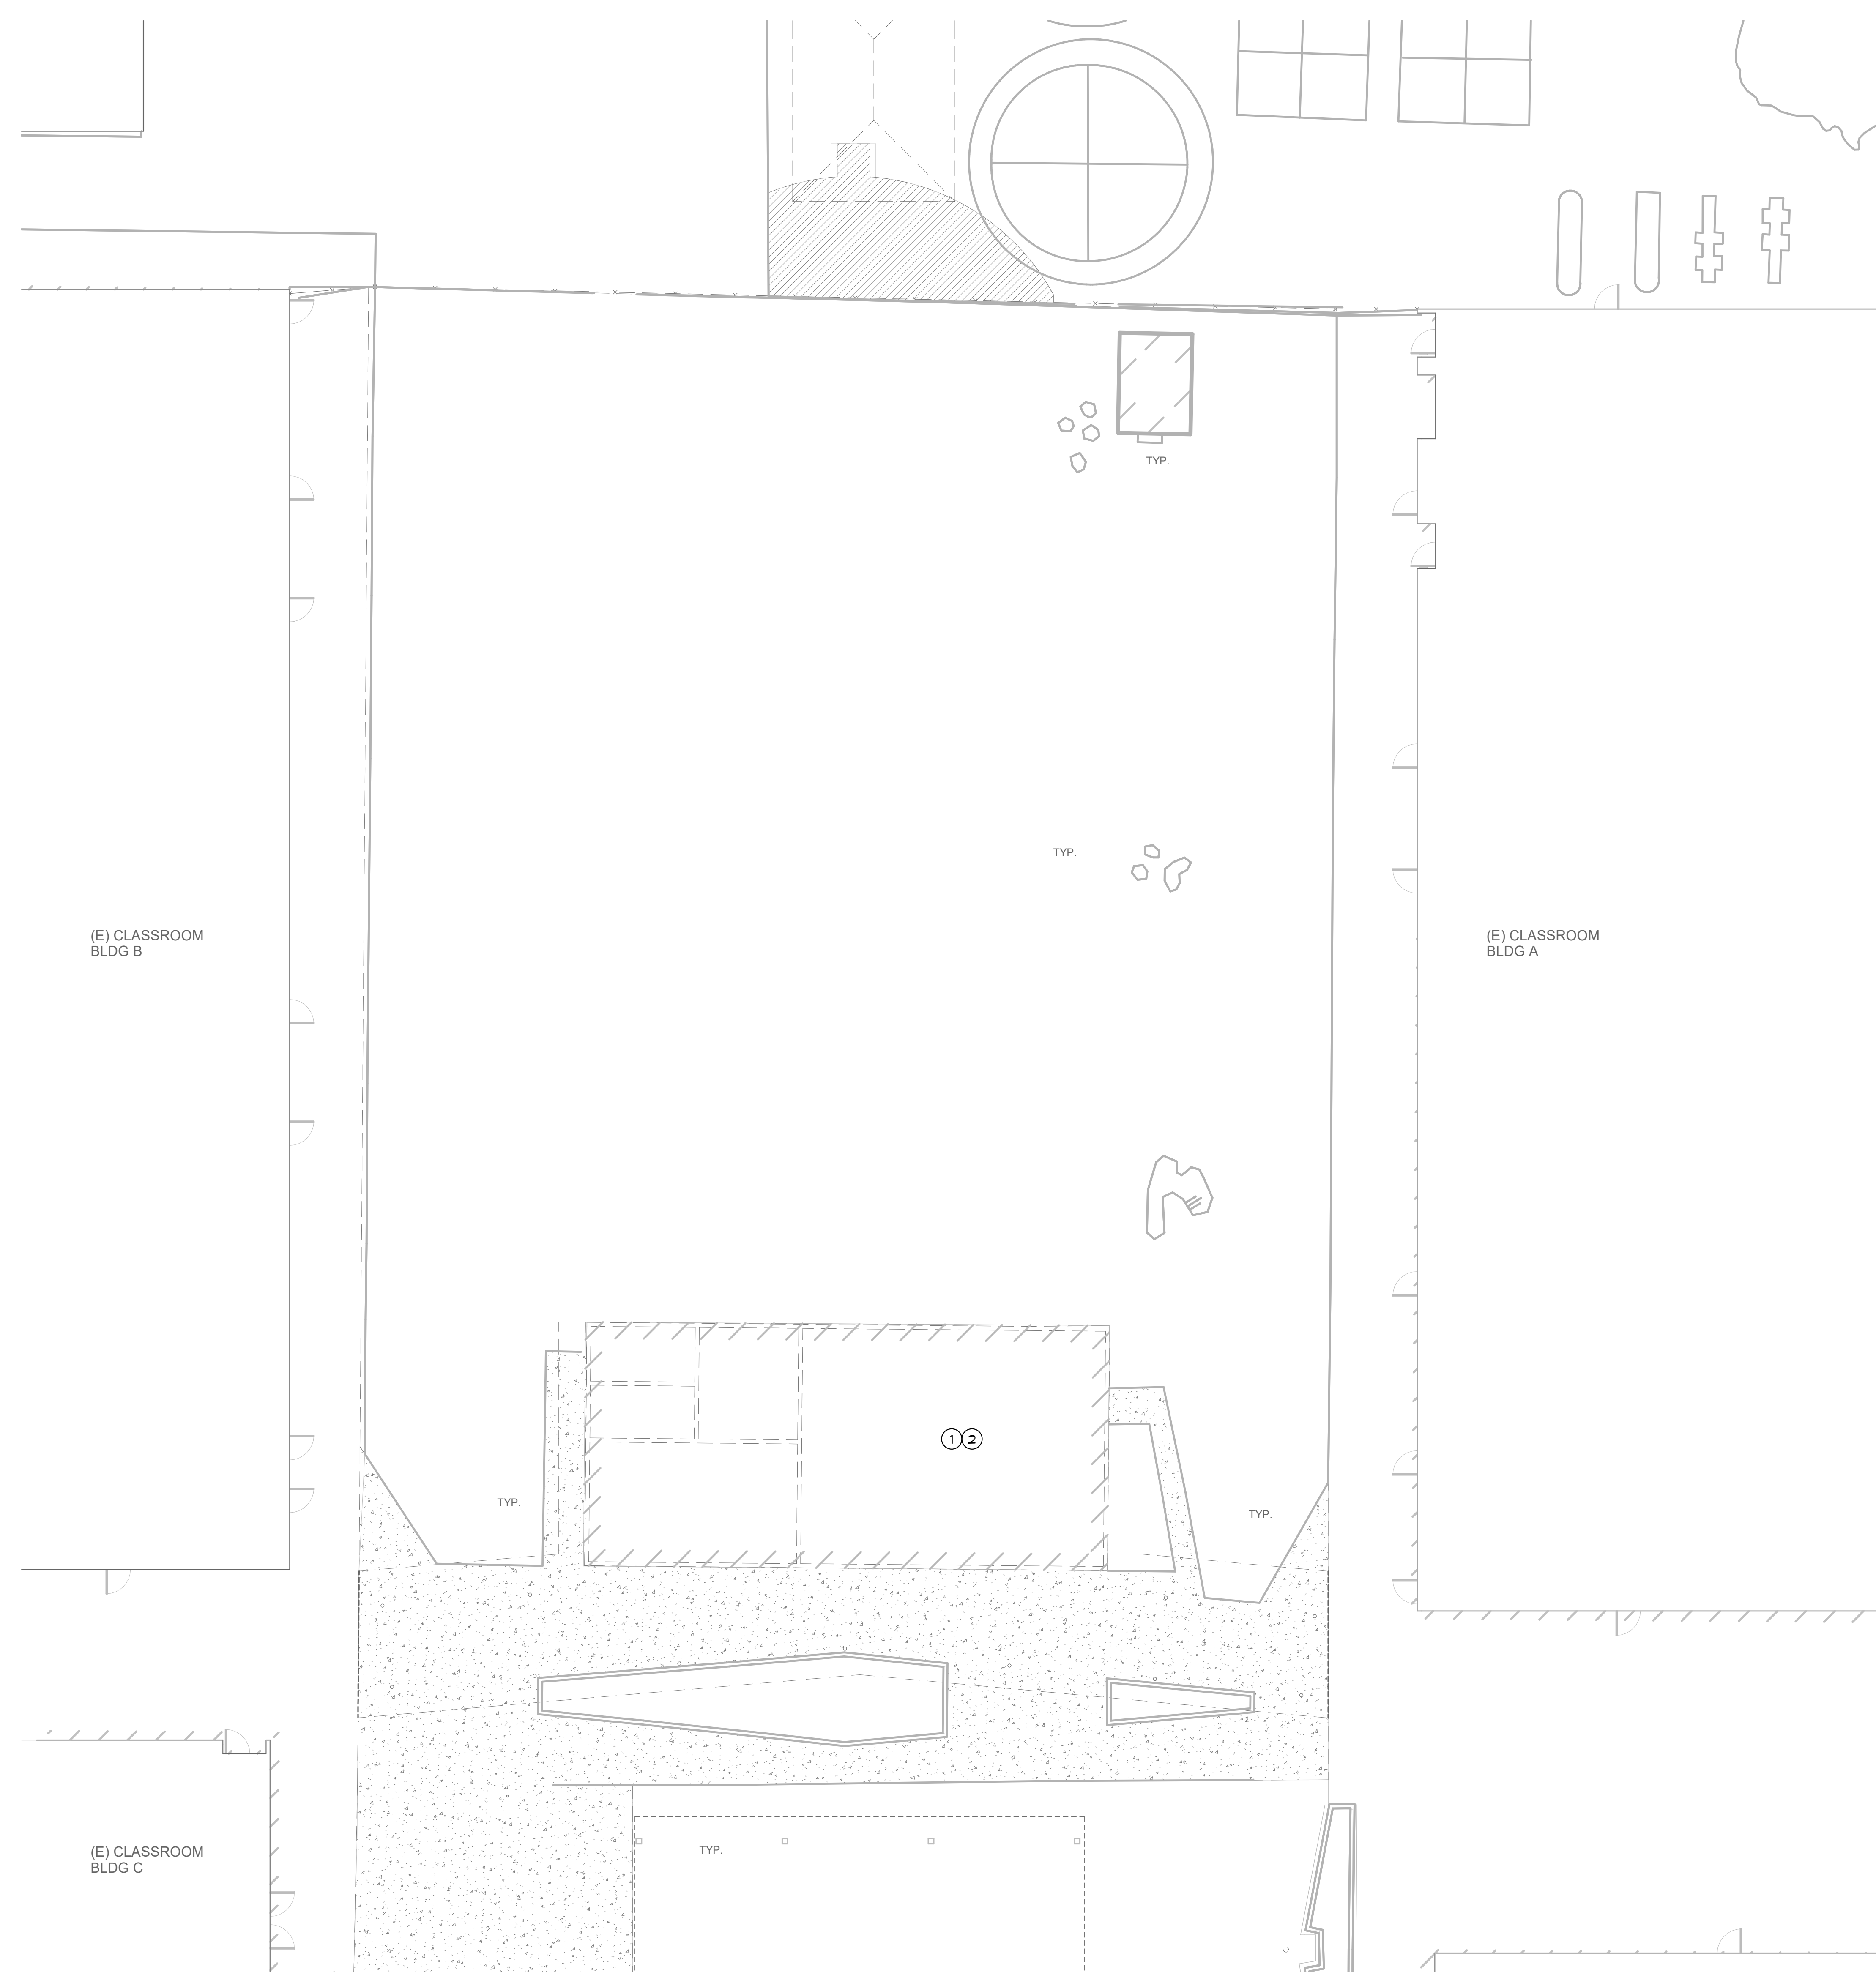 TYP.
TYP.
(E) CLASSROOM
BLDG B
(E) CLASSROOM
BLDG A
1 2
TYP.
TYP.
(E) CLASSROOM
BLDG C
TYP.